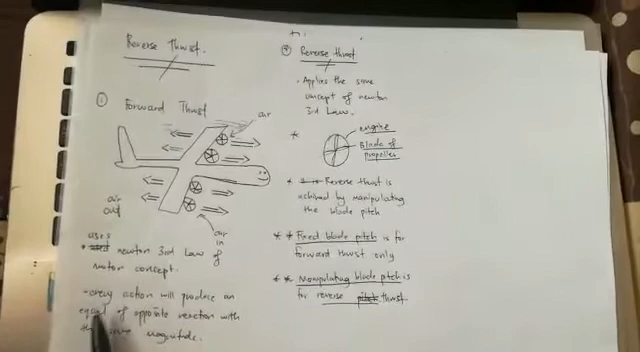 Reverse Thrust.
① Forward Thrust
air
air
out
air
in
uses
newton 3rd Law of
motion concept.
- every action will produce an
equal of opposite reaction with
the same magnitude.
Reverse thrust
- Applies the same
concept of newton
3rd Law.
*
engine
Blade of
propeller
* Reverse thrust is
achived by manipulating
the blade pitch
* * Fixed blade pitch is for
forward thrust only
* * Manipulating blade pitch is
for reverse pitch thrust.